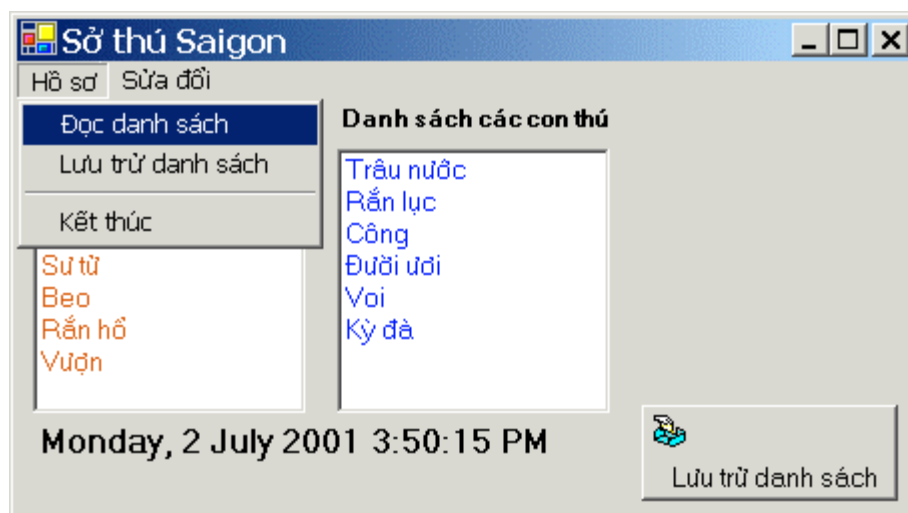 Sở thú Saigon
Hồ sơ Sửa đổi
Đọc danh sách
Lưu trử danh sách
Kết thúc
Sư tử
Beo
Rắn hổ
Vượn
Danh sách các con thú
Trâu nước
Rắn lục
Công
Đười ươi
Voi
Kỳ đà
Monday, 2 July 2001 3:50:15 PM
Lưu trử danh sách